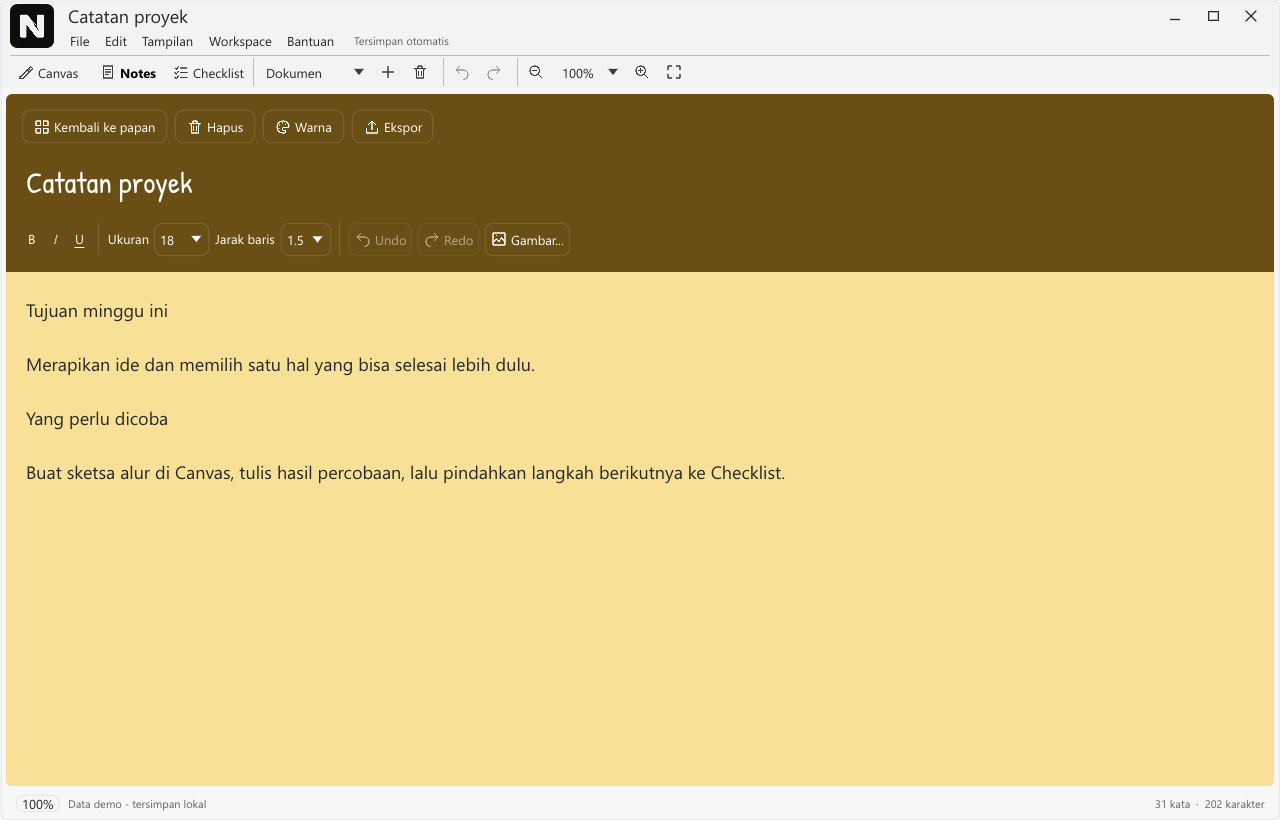 N
Catatan proyek
File Edit Tampilan Workspace Bantuan Tersimpan otomatis
Canvas Notes Checklist Dokumen 100%
Kembali ke papan Hapus Warna Ekspor
Catatan proyek
B I U Ukuran 18 Jarak baris 1.5 Undo Redo Gambar...
Tujuan minggu ini
Merapikan ide dan memilih satu hal yang bisa selesai lebih dulu.
Yang perlu dicoba
Buat sketsa alur di Canvas, tulis hasil percobaan, lalu pindahkan langkah berikutnya ke Checklist.
100% Data demo - tersimpan lokal 31 kata · 202 karakter